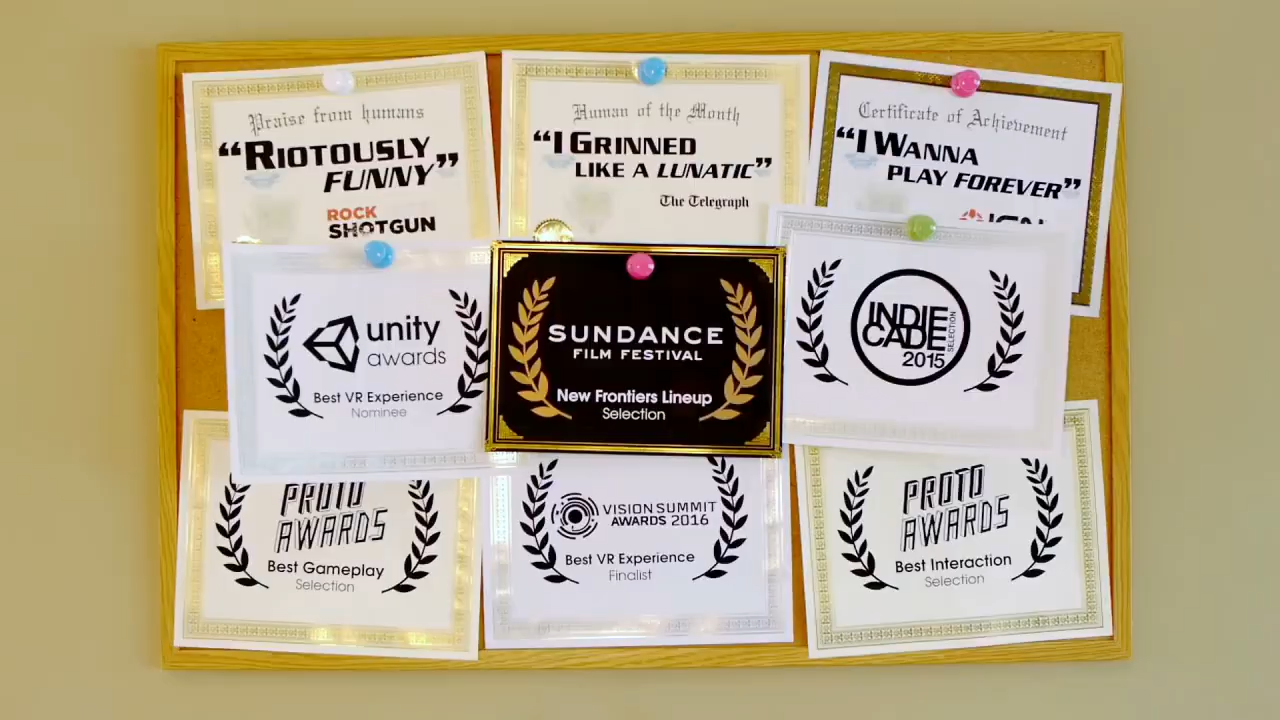 Praise from humans
“RIOTOUSLY
FUNNY”
ROCK
SHOTGUN
Human of the Month
“I GRINNED
LIKE A LUNATIC”
The Telegraph
Certificate of Achievement
“I WANNA
PLAY FOREVER”
IGN
unity
awards
Best VR Experience
Nominee
SUNDANCE
FILM FESTIVAL
New Frontiers Lineup
Selection
INDIE
CADE
2015
SELECTION
PROTO
AWARDS
Best Gameplay
Selection
VISION SUMMIT
AWARDS 2016
Best VR Experience
Finalist
PROTO
AWARDS
Best Interaction
Selection